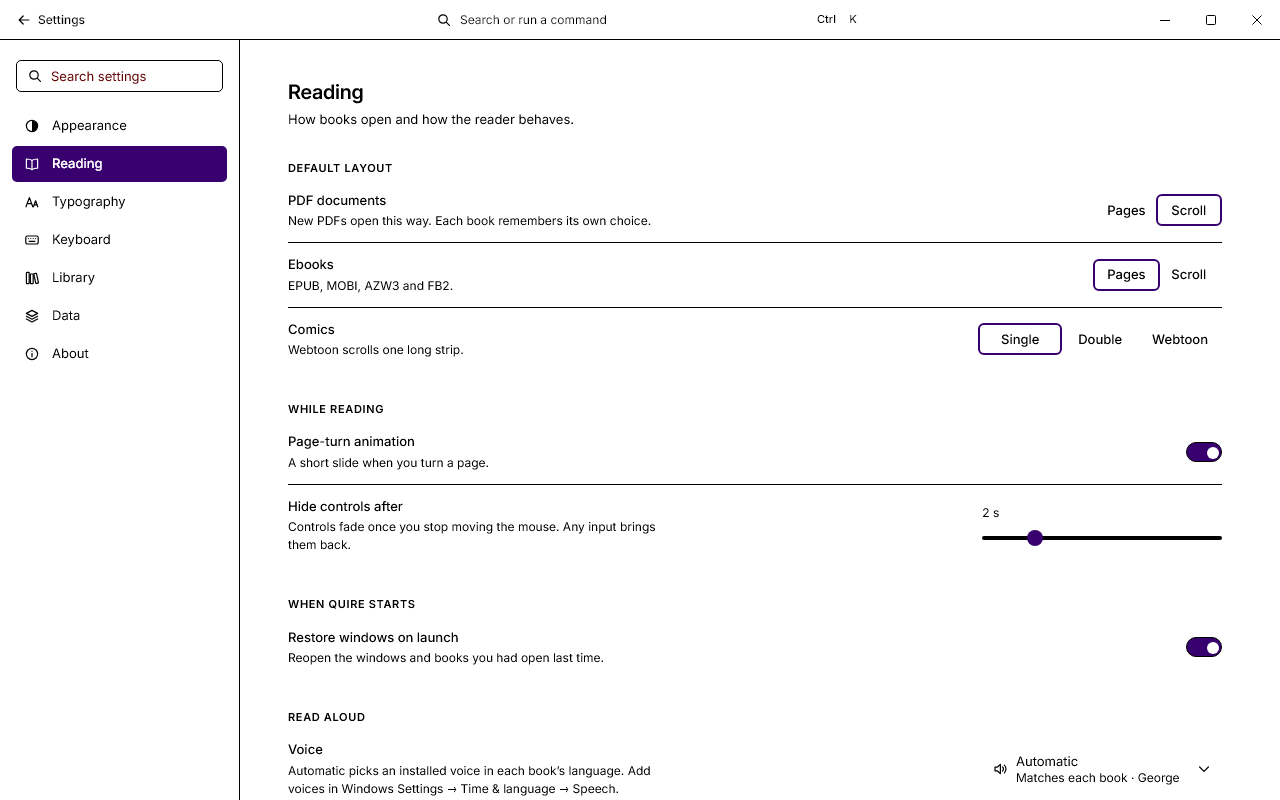 Settings
Search or run a command
Ctrl K
Search settings
Appearance
Reading
Typography
Keyboard
Library
Data
About
Reading
How books open and how the reader behaves.
DEFAULT LAYOUT
PDF documents
New PDFs open this way. Each book remembers its own choice.
Pages Scroll
Ebooks
EPUB, MOBI, AZW3 and FB2.
Pages Scroll
Comics
Webtoon scrolls one long strip.
Single Double Webtoon
WHILE READING
Page-turn animation
A short slide when you turn a page.
Hide controls after
Controls fade once you stop moving the mouse. Any input brings
them back.
2 s
WHEN QUIRE STARTS
Restore windows on launch
Reopen the windows and books you had open last time.
READ ALOUD
Voice
Automatic picks an installed voice in each book’s language. Add
voices in Windows Settings → Time & language → Speech.
Automatic
Matches each book · George